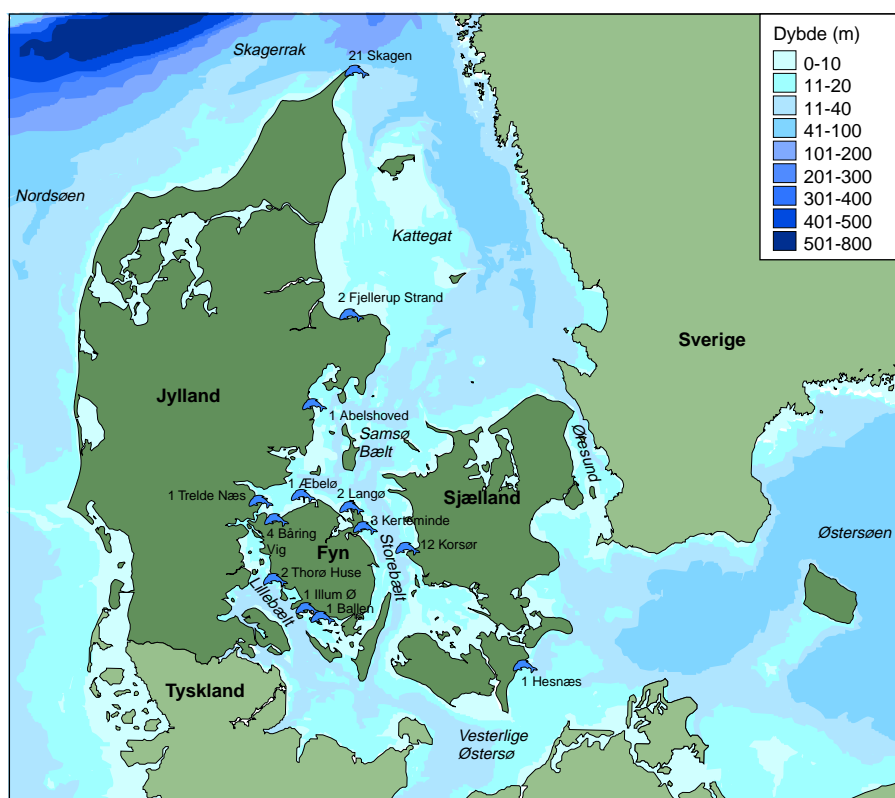 Dybde (m)
0-10
11-20
11-40
41-100
101-200
201-300
301-400
401-500
501-800
Skagerrak
21 Skagen
Nordsøen
Kattegat
2 Fjellerup Strand
Sverige
Jylland
1 Abelshoved
Samsø
Bælt
Øresund
1 Æbelø
1 Trelde Næs
2 Langø
Sjælland
3 Kerteminde
4 Båring
Vig
Fyn
Storebælt
12 Korsør
Østersøen
2 Thorø Huse
Lillebælt
1 Illum Ø
1 Ballen
1 Hesnæs
Tyskland
Vesterlige
Østersø